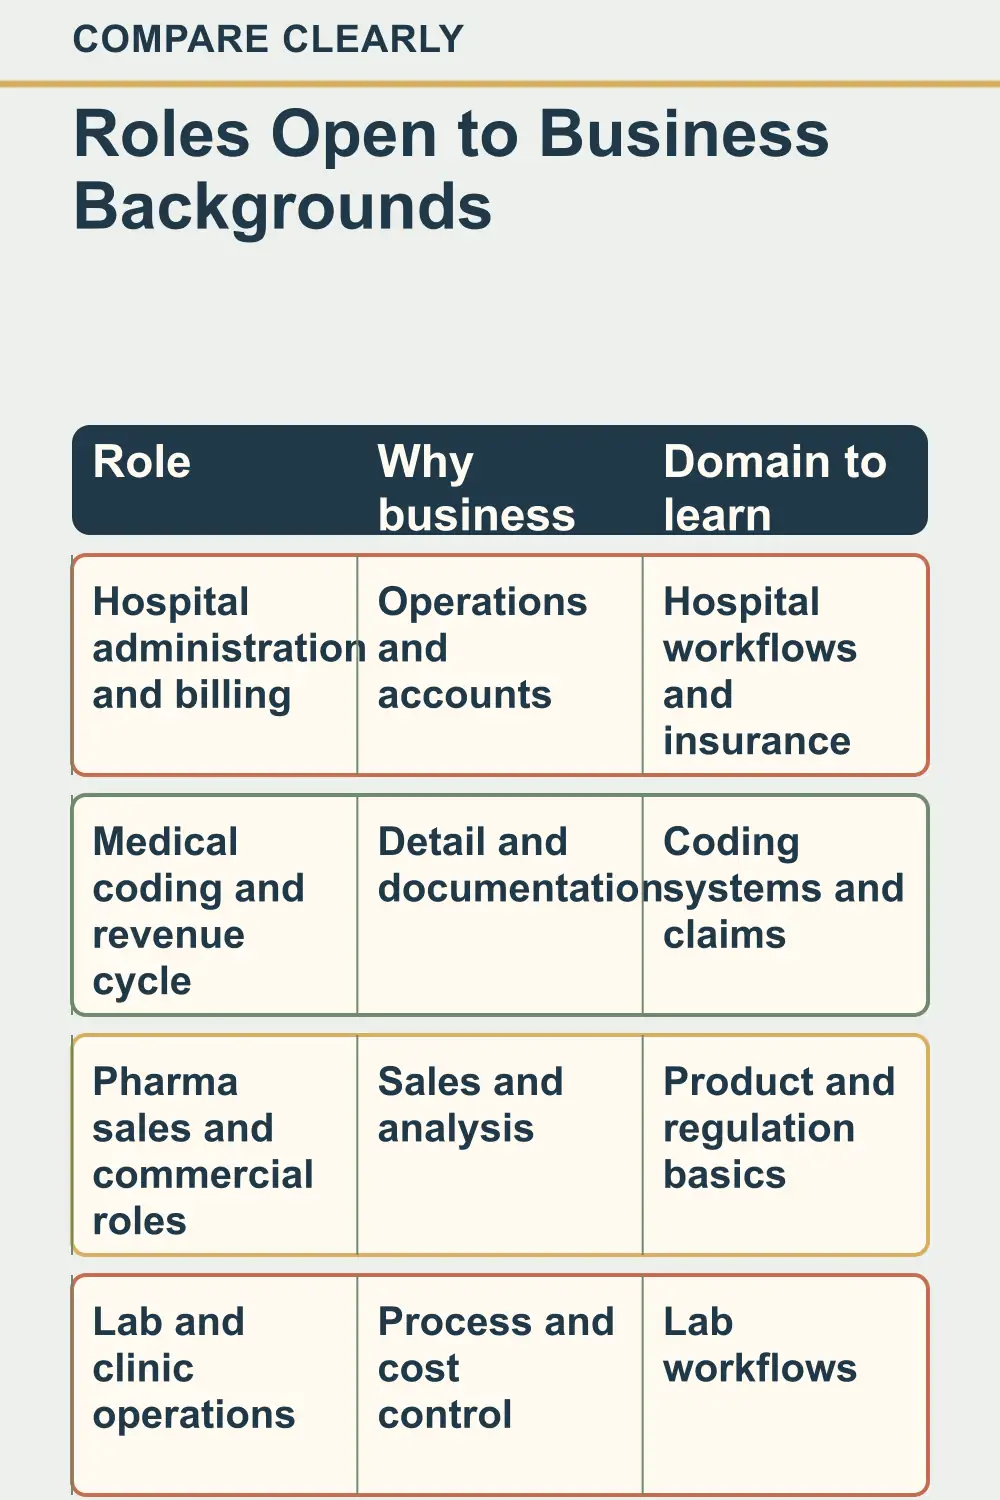 COMPARE CLEARLY
Roles Open to Business
Backgrounds
Role
Why
business
Domain to
learn
Hospital
administration
and billing
Operations
and
accounts
Hospital
workflows
and
insurance
Medical
coding and
revenue
cycle
Detail and
documentation
Coding
systems and
claims
Pharma
sales and
commercial
roles
Sales and
analysis
Product and
regulation
basics
Lab and
clinic
operations
Process and
cost
control
Lab
workflows